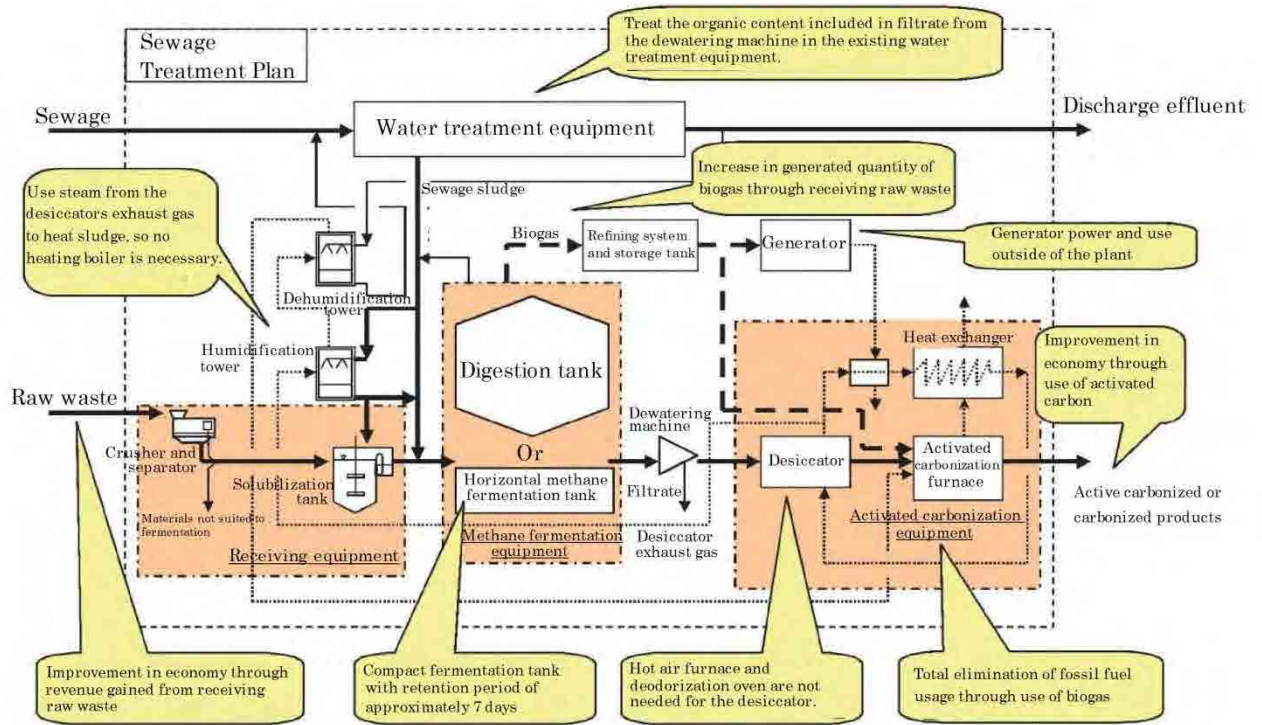 Treat the organic content included in filtrate from
the dewatering machine in the existing water
treatment equipment.
Sewage
Treatment Plan
Sewage
Water treatment equipment
Discharge effluent
Use steam from the
desiccators exhaust gas
to heat sludge, so no
heating boiler is necessary.
Sewage sludge
Increase in generated quantity of
biogas through receiving raw waste
Biogas
Refining system
and storage tank
Generator
Generator power and use
outside of the plant
Dehumidification
tower
Humidification
tower
Digestion tank
Heat exchanger
Improvement in
economy through
use of activated
carbon
Raw waste
Crusher and
separator
Solubilization
tank
Or
Dewatering
machine
Desiccator
Activated
carbonization
furnace
Horizontal methane
fermentation tank
Filtrate
Materials not suited to
fermentation
Receiving equipment
Methane fermentation
equipment
Desiccator
exhaust gas
Activated carbonization
equipment
Active carbonized or
carbonized products
Improvement in economy through
revenue gained from receiving
raw waste
Compact fermentation tank
with retention period of
approximately 7 days
Hot air furnace and
deodorization oven are not
needed for the desiccator.
Total elimination of fossil fuel
usage through use of biogas